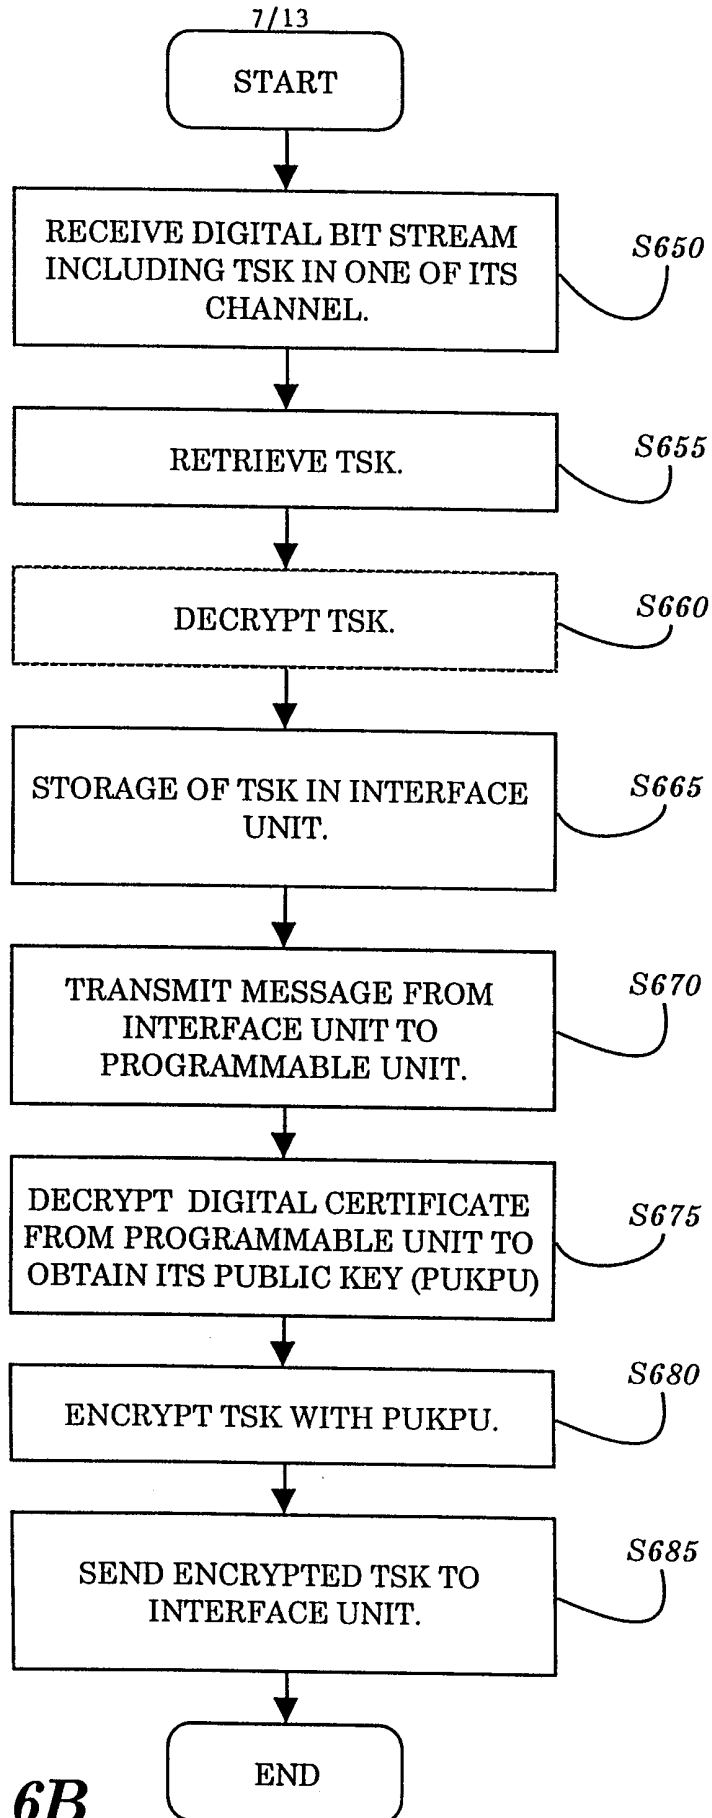 7/13
START
RECEIVE DIGITAL BIT STREAM
INCLUDING TSK IN ONE OF ITS
CHANNEL.
S650
RETRIEVE TSK.
S655
DECRYPT TSK.
S660
STORAGE OF TSK IN INTERFACE
UNIT.
S665
TRANSMIT MESSAGE FROM
INTERFACE UNIT TO
PROGRAMMABLE UNIT.
S670
DECRYPT DIGITAL CERTIFICATE
FROM PROGRAMMABLE UNIT TO
OBTAIN ITS PUBLIC KEY (PUKPU)
S675
ENCRYPT TSK WITH PUKPU.
S680
SEND ENCRYPTED TSK TO
INTERFACE UNIT.
S685
END
6B